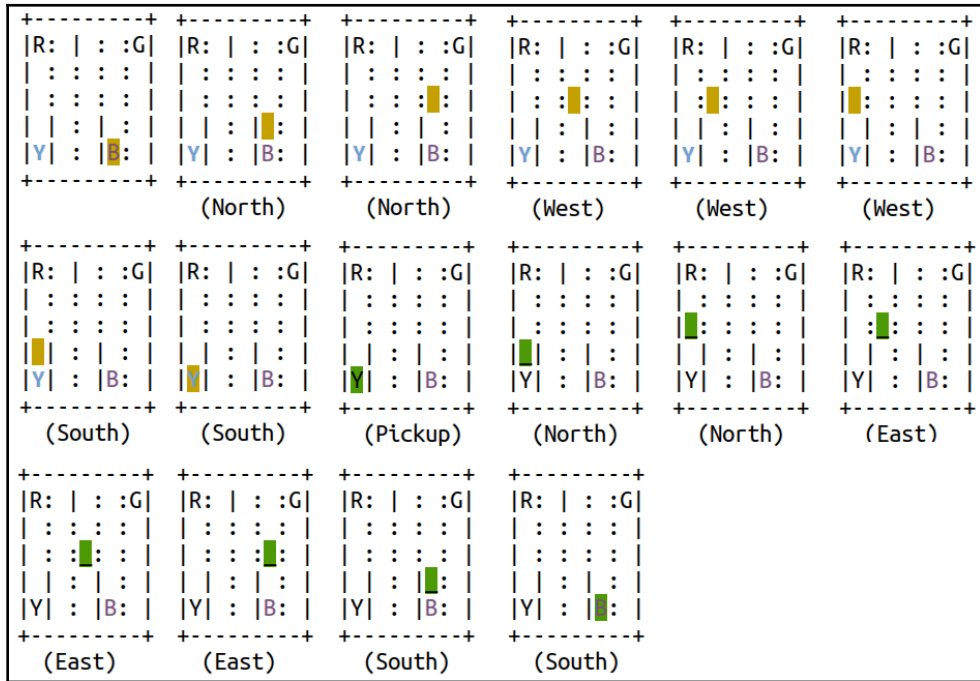 +---------+
|R: | : :G|
| : : : : |
| : : : : |
| | : | : |
|Y| : |B: |
+---------+
+---------+
|R: | : :G|
| : : : : |
| : : : : |
| | : | : |
|Y| : |B: |
+---------+
(North)
+---------+
|R: | : :G|
| : : : : |
| : : : : |
| | : | : |
|Y| : |B: |
+---------+
(North)
+---------+
|R: | : :G|
| : : : : |
| : : : : |
| | : | : |
|Y| : |B: |
+---------+
(West)
+---------+
|R: | : :G|
| : : : : |
| : : : : |
| | : | : |
|Y| : |B: |
+---------+
(West)
+---------+
|R: | : :G|
| : : : : |
| : : : : |
| | : | : |
|Y| : |B: |
+---------+
(West)
+---------+
|R: | : :G|
| : : : : |
| : : : : |
| | : | : |
|Y| : |B: |
+---------+
(South)
+---------+
|R: | : :G|
| : : : : |
| : : : : |
| | : | : |
|Y| : |B: |
+---------+
(South)
+---------+
|R: | : :G|
| : : : : |
| : : : : |
| | : | : |
|Y| : |B: |
+---------+
(Pickup)
+---------+
|R: | : :G|
| : : : : |
| : : : : |
|_| : | : |
|Y| : |B: |
+---------+
(North)
+---------+
|R: | : :G|
| : : : : |
|_: : : : |
| | : | : |
|Y| : |B: |
+---------+
(North)
+---------+
|R: | : :G|
| : : : : |
| :_: : : |
| | : | : |
|Y| : |B: |
+---------+
(East)
+---------+
|R: | : :G|
| : : : : |
| : :_: : |
| | : | : |
|Y| : |B: |
+---------+
(East)
+---------+
|R: | : :G|
| : : : : |
| : : :_: |
| | : | : |
|Y| : |B: |
+---------+
(East)
+---------+
|R: | : :G|
| : : : : |
| : : : : |
| | : |_: |
|Y| : |B: |
+---------+
(South)
+---------+
|R: | : :G|
| : : : : |
| : : : : |
| | : | : |
|Y| : |B: |
+---------+
(South)